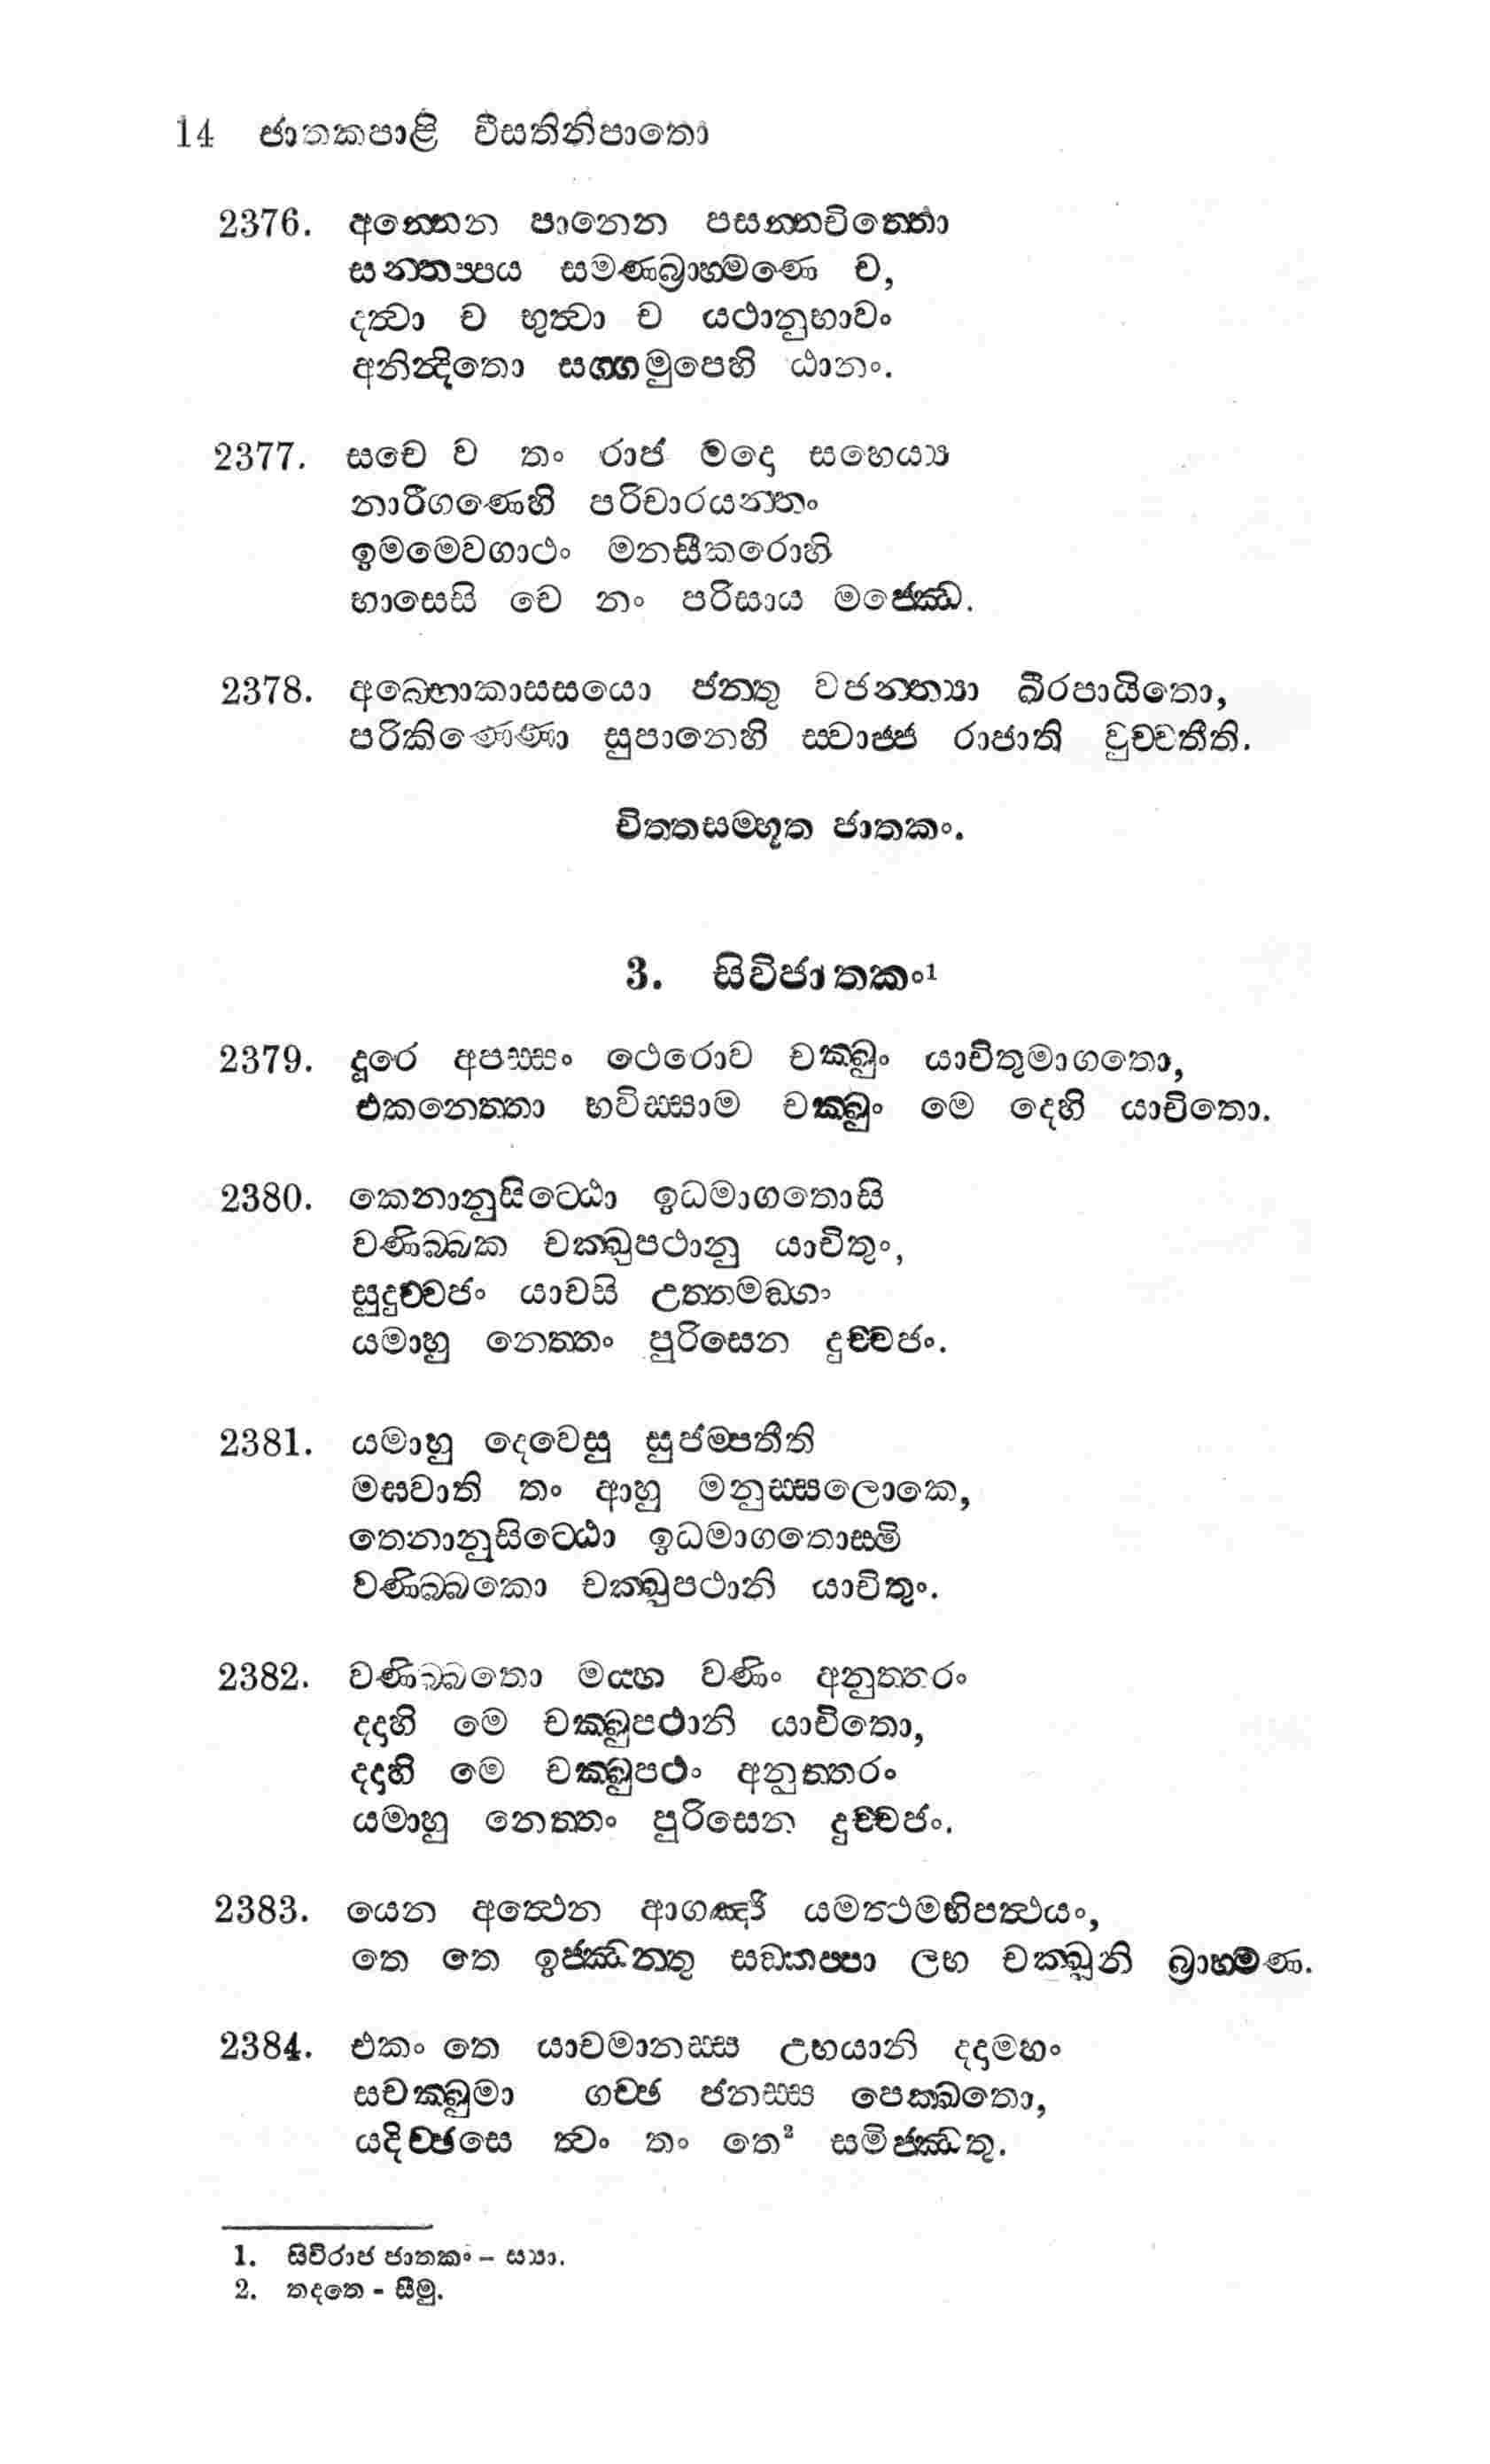 14 ජාතකපාළි වීසතිනිපාතො
2376. අන්නෙන පානෙන පසන්නචිත්තො
සන්තප්පය සමණබ්‍රාහ්මණෙ ච,
දත්වා ච භුත්වා ච යථානුභාවං
අනින්දිතො සග්ගමුපෙහි ඨානං.
2377. සචෙ ව තං රාජ මදො සහෙය්‍ය
නාරීගණෙහි පරිචාරයන්තං
ඉමමෙවගාථං මනසීකරොහි
භාසෙසි චෙ නං පරිසාය මජ්ඣෙ.
2378. අබ්භොකාසසයො ජන්තු වජන්ත්‍යා ඛීරපායිතො,
පරිකිණ්ණො සුපානෙහි ස්වාජ්ජ රාජාති වුච්චතීති.
චිත්තසම්භූත ජාතකං.
3. සිවිජාතකං¹
2379. දූරෙ අපස්සං ථෙරොව චක්ඛුං යාචිතුමාගතො,
එකනෙත්තා භවිස්සාම චක්ඛුං මෙ දෙහි යාචිතො.
2380. කෙනානුසිට්ඨො ඉධමාගතොසි
වණිබ්බක චක්ඛුපථානු යාචිතුං,
සුදුච්චජං යාචසි උත්තමඞ්ගං
යමාහු නෙත්තං පුරිසෙන දුච්චජං.
2381. යමාහු දෙවෙසු සුජම්පතීති
මඝවාති තං ආහු මනුස්සලොකෙ,
තෙනානුසිට්ඨො ඉධමාගතොස්මි
වණිබ්බකො චක්ඛුපථානි යාචිතුං.
2382. වණිබ්බතො මය්හ වණිං අනුත්තරං
දදාහි මෙ චක්ඛුපථානි යාචිතො,
දදාහි මෙ චක්ඛුපථං අනුත්තරං
යමාහු නෙත්තං පුරිසෙන දුච්චජං.
2383. යෙන අත්ථෙන ආගඤ්ඡි යමත්ථමභිපත්ථයං,
තෙ තෙ ඉජ්ඣන්තු සඞ්කප්පා ලභ චක්ඛූනි බ්‍රාහ්මණ.
2384. එකං තෙ යාචමානස්ස උභයානි දදාමහං
සචක්ඛුමා ගච්ඡ ජනස්ස පෙක්ඛතො,
යදිච්ඡසෙ ත්වං තං තෙ² සමිජ්ඣතු.
1. සිවිරාජ ජාතකං – ස්‍යා.
2. තදතෙ - සීමු.